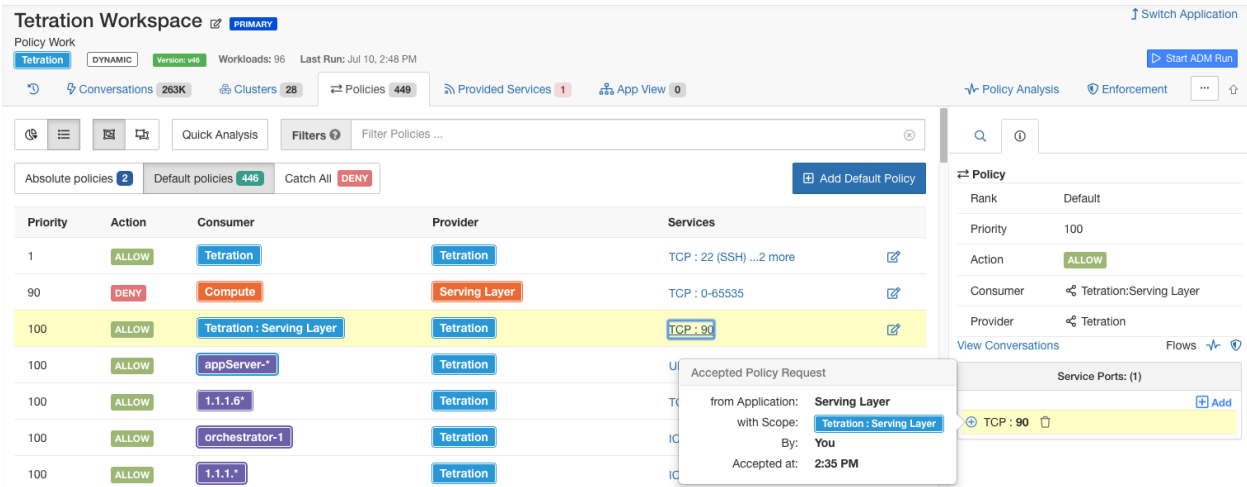 Tetration Workspace PRIMARY
Switch Application
Policy Work
Tetration DYNAMIC Version: v46 Workloads: 96 Last Run: Jul 10, 2:48 PM
Start ADM Run
Conversations 263K Clusters 28 Policies 449 Provided Services 1 App View 0
Policy Analysis Enforcement ...
Quick Analysis Filters Filter Policies ...
Absolute policies 2 Default policies 446 Catch All DENY
Add Default Policy
Priority Action Consumer Provider Services
1 ALLOW Tetration Tetration TCP : 22 (SSH) ...2 more
90 DENY Compute Serving Layer TCP : 0-65535
100 ALLOW Tetration : Serving Layer Tetration TCP : 90
100 ALLOW appServer-* Tetration
100 ALLOW 1.1.1.6* Tetration
100 ALLOW orchestrator-1 Tetration
100 ALLOW 1.1.1.* Tetration
Accepted Policy Request
from Application: Serving Layer
with Scope: Tetration : Serving Layer
By: You
Accepted at: 2:35 PM
Policy
Rank Default
Priority 100
Action ALLOW
Consumer Tetration:Serving Layer
Provider Tetration
View Conversations Flows
Service Ports: (1)
Add
TCP : 90